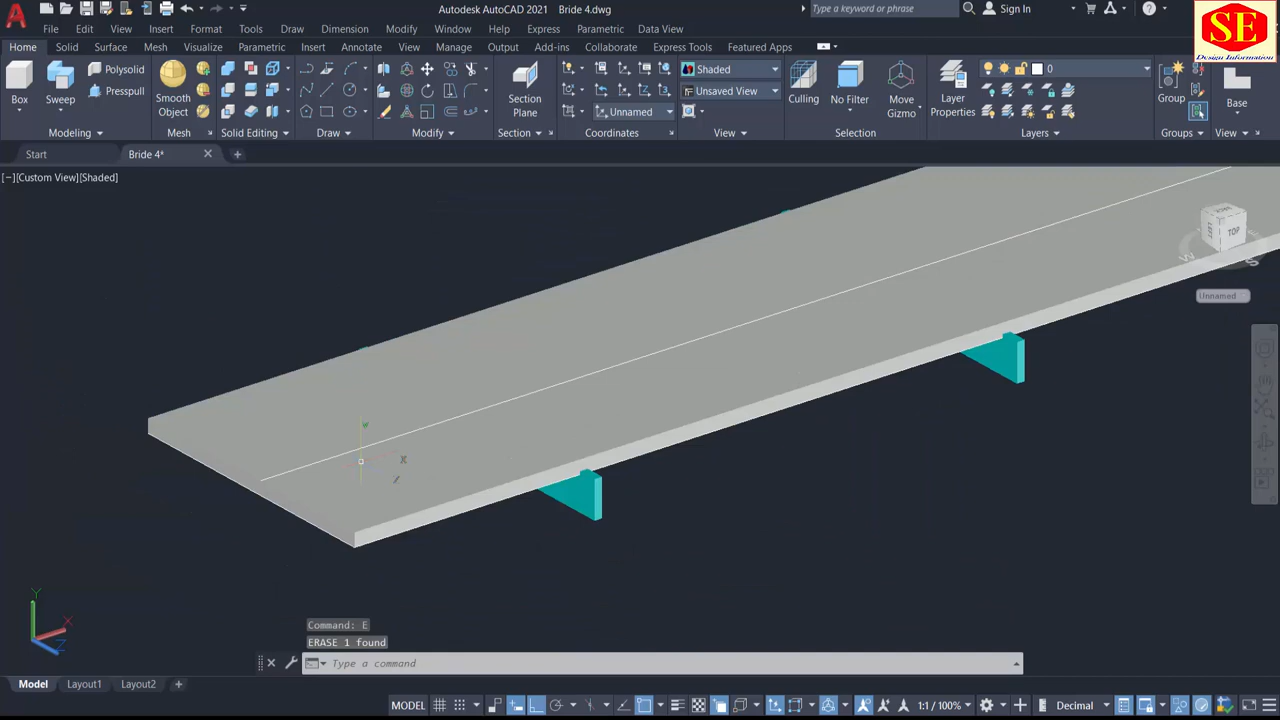 Autodesk AutoCAD 2021 Bride 4.dwg
Type a keyword or phrase
Sign In
SE
Design Information
File Edit View Insert Format Tools Draw Dimension Modify Window Help Express Parametric Data View
Home Solid Surface Mesh Visualize Parametric Insert Annotate View Manage Output Add-ins Collaborate Express Tools Featured Apps
Box
Sweep
Polysolid
Presspull
Smooth
Object
Section
Plane
Shaded
Unsaved View
Unnamed
Culling
No Filter
Move
Gizmo
Layer
Properties
0
Group
Base
Modeling
Mesh
Solid Editing
Draw
Modify
Section
Coordinates
View
Selection
Layers
Groups
View
Start
Bride 4*
[−][Custom View][Shaded]
TOP
W
S
Unnamed
W
X
Z
Y
X
Z
Command: E
ERASE 1 found
Type a command
Model Layout1 Layout2
MODEL
1:1 / 100%
Decimal